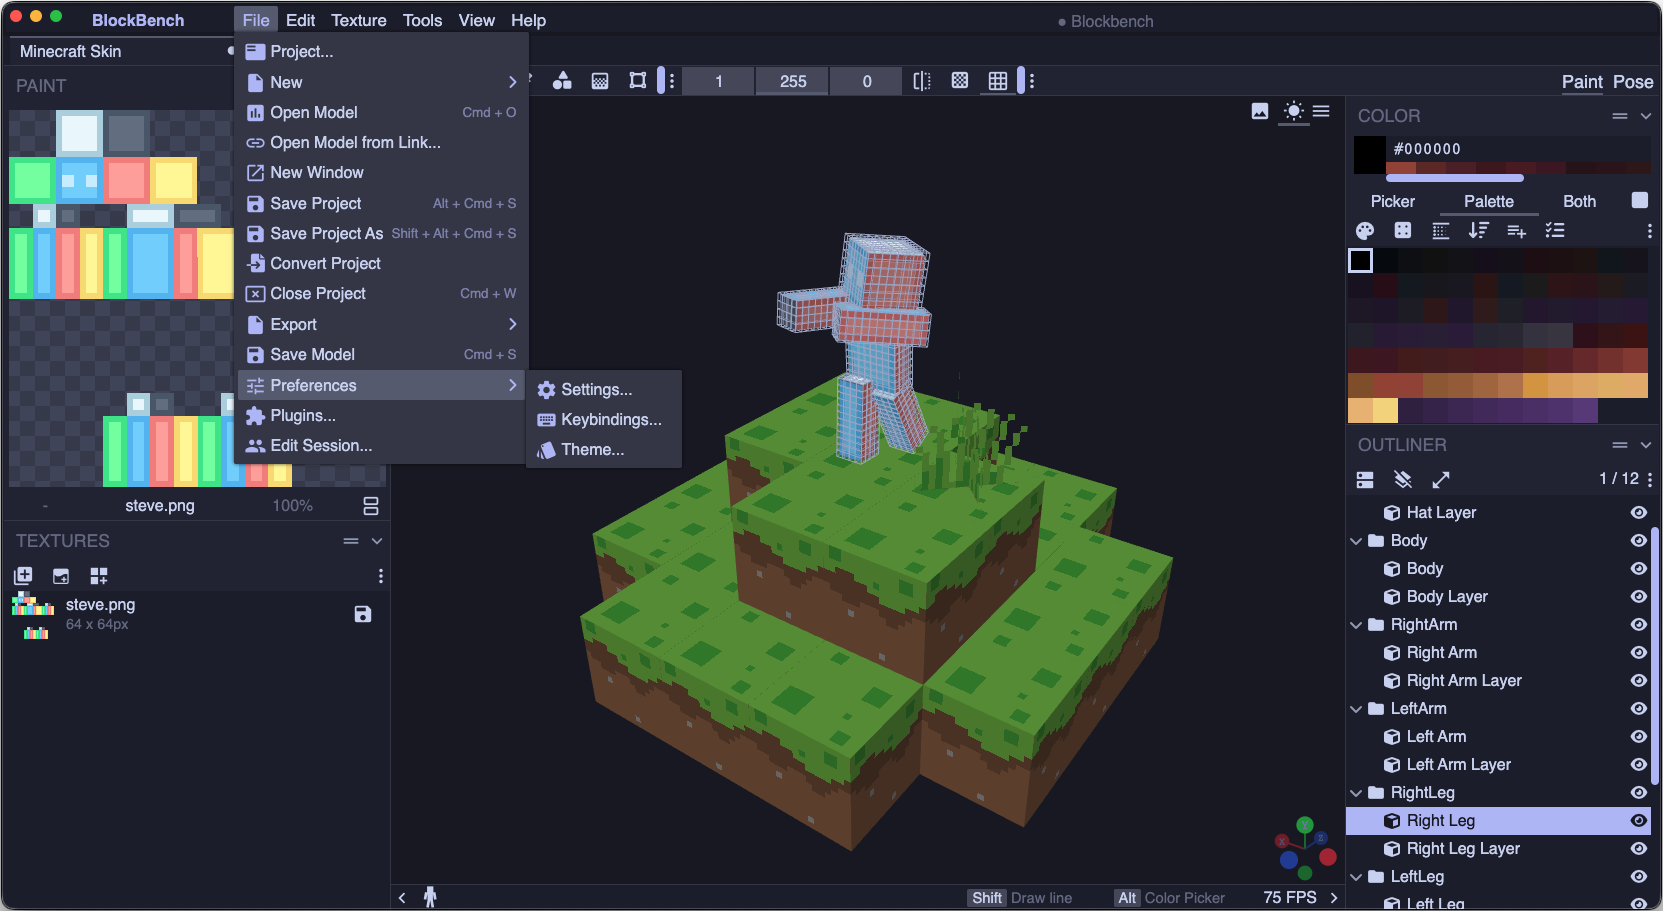 BlockBench File Edit Texture Tools View Help
Blockbench
Minecraft Skin
PAINT
Project...
New
Open Model Cmd + O
Open Model from Link...
New Window
Save Project Alt + Cmd + S
Save Project As Shift + Alt + Cmd + S
Convert Project
Close Project Cmd + W
Export
Save Model Cmd + S
Preferences
Plugins...
Edit Session...
Settings...
Keybindings...
Theme...
1 255 0
Paint Pose
- steve.png 100%
TEXTURES
steve.png
64 x 64px
COLOR
#000000
Picker Palette Both
OUTLINER
1 / 12
Hat Layer
Body
Body
Body Layer
RightArm
Right Arm
Right Arm Layer
LeftArm
Left Arm
Left Arm Layer
RightLeg
Right Leg
Right Leg Layer
LeftLeg
Left Leg
X Y Z
Shift Draw line Alt Color Picker 75 FPS